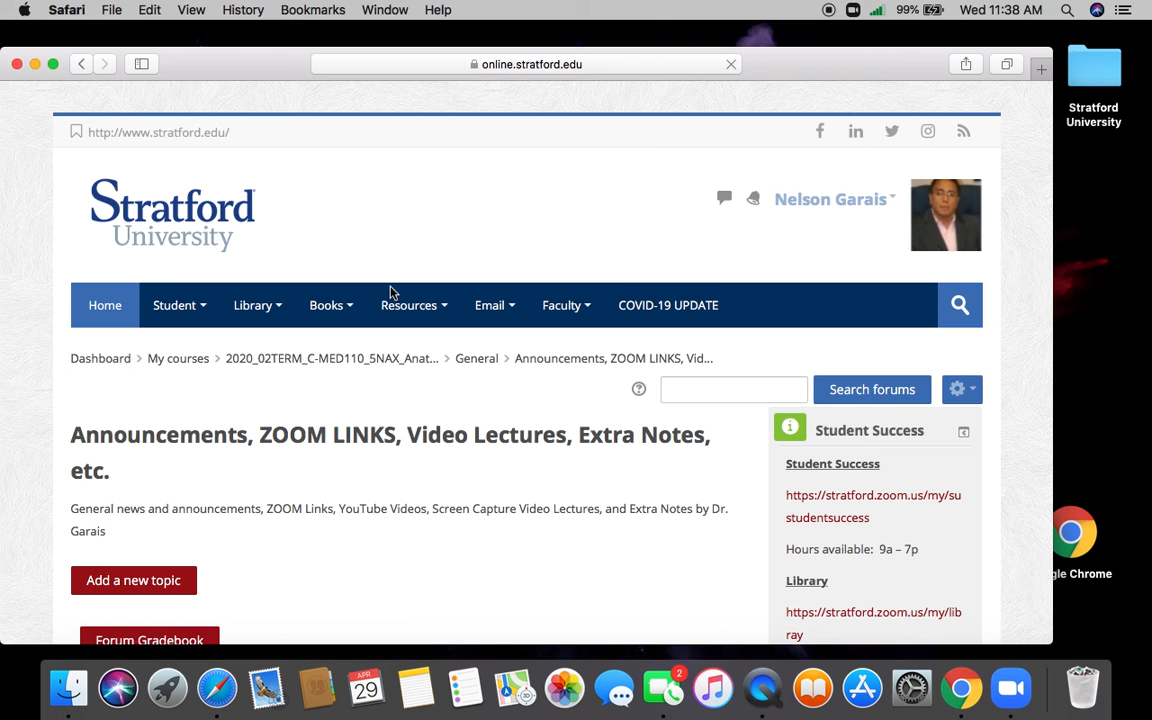 Safari File Edit View History Bookmarks Window Help 99% Wed 11:38 AM
online.stratford.edu
Stratford
University
http://www.stratford.edu/
Stratford
University
Nelson Garais
Home Student Library Books Resources Email Faculty COVID-19 UPDATE
Dashboard My courses 2020_02TERM_C-MED110_5NAX_Anat... General Announcements, ZOOM LINKS, Vid...
Search forums
Announcements, ZOOM LINKS, Video Lectures, Extra Notes,
etc.
General news and announcements, ZOOM Links, YouTube Videos, Screen Capture Video Lectures, and Extra Notes by Dr.
Garais
Add a new topic
Forum Gradebook
Student Success
Student Success
https://stratford.zoom.us/my/su
studentsuccess
Hours available: 9a – 7p
Library
https://stratford.zoom.us/my/lib
ray
gle Chrome
APR
29
2